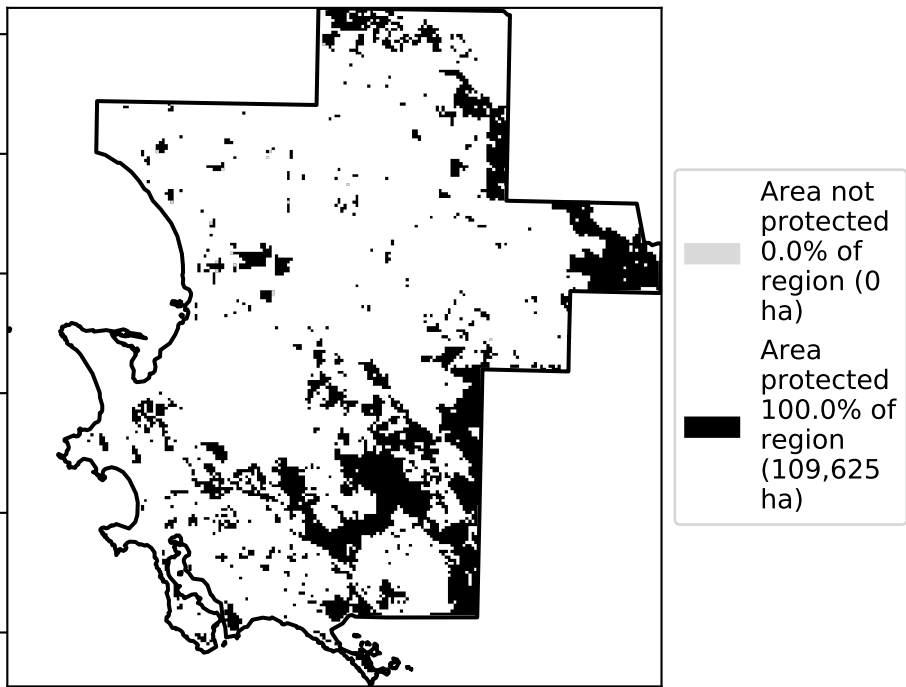 Area not
protected
0.0% of
region (0
ha)
Area
protected
100.0% of
region
(109,625
ha)